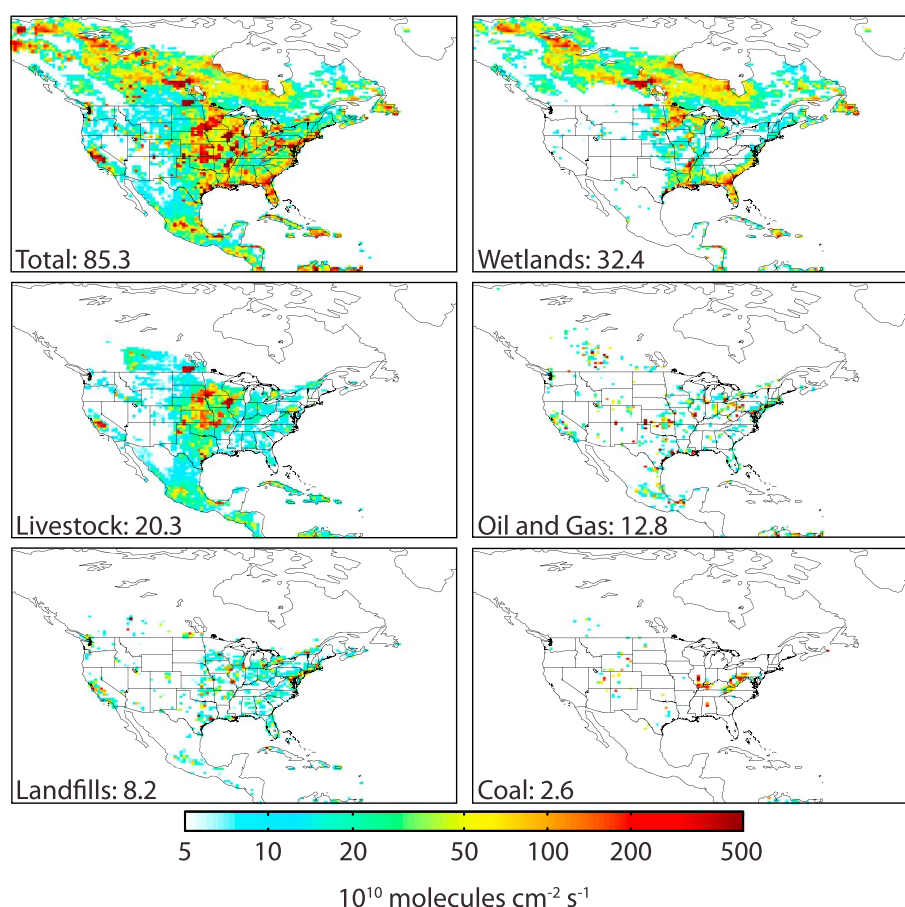 Total: 85.3
Wetlands: 32.4
Livestock: 20.3
Oil and Gas: 12.8
Landfills: 8.2
Coal: 2.6
5 10 20 50 100 200 500
10¹⁰ molecules cm⁻² s⁻¹